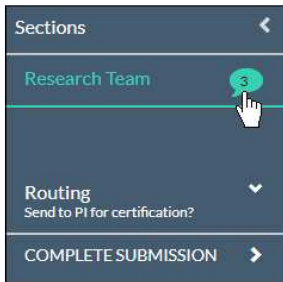 Sections
Research Team
3
Routing
Send to PI for certification?
COMPLETE SUBMISSION